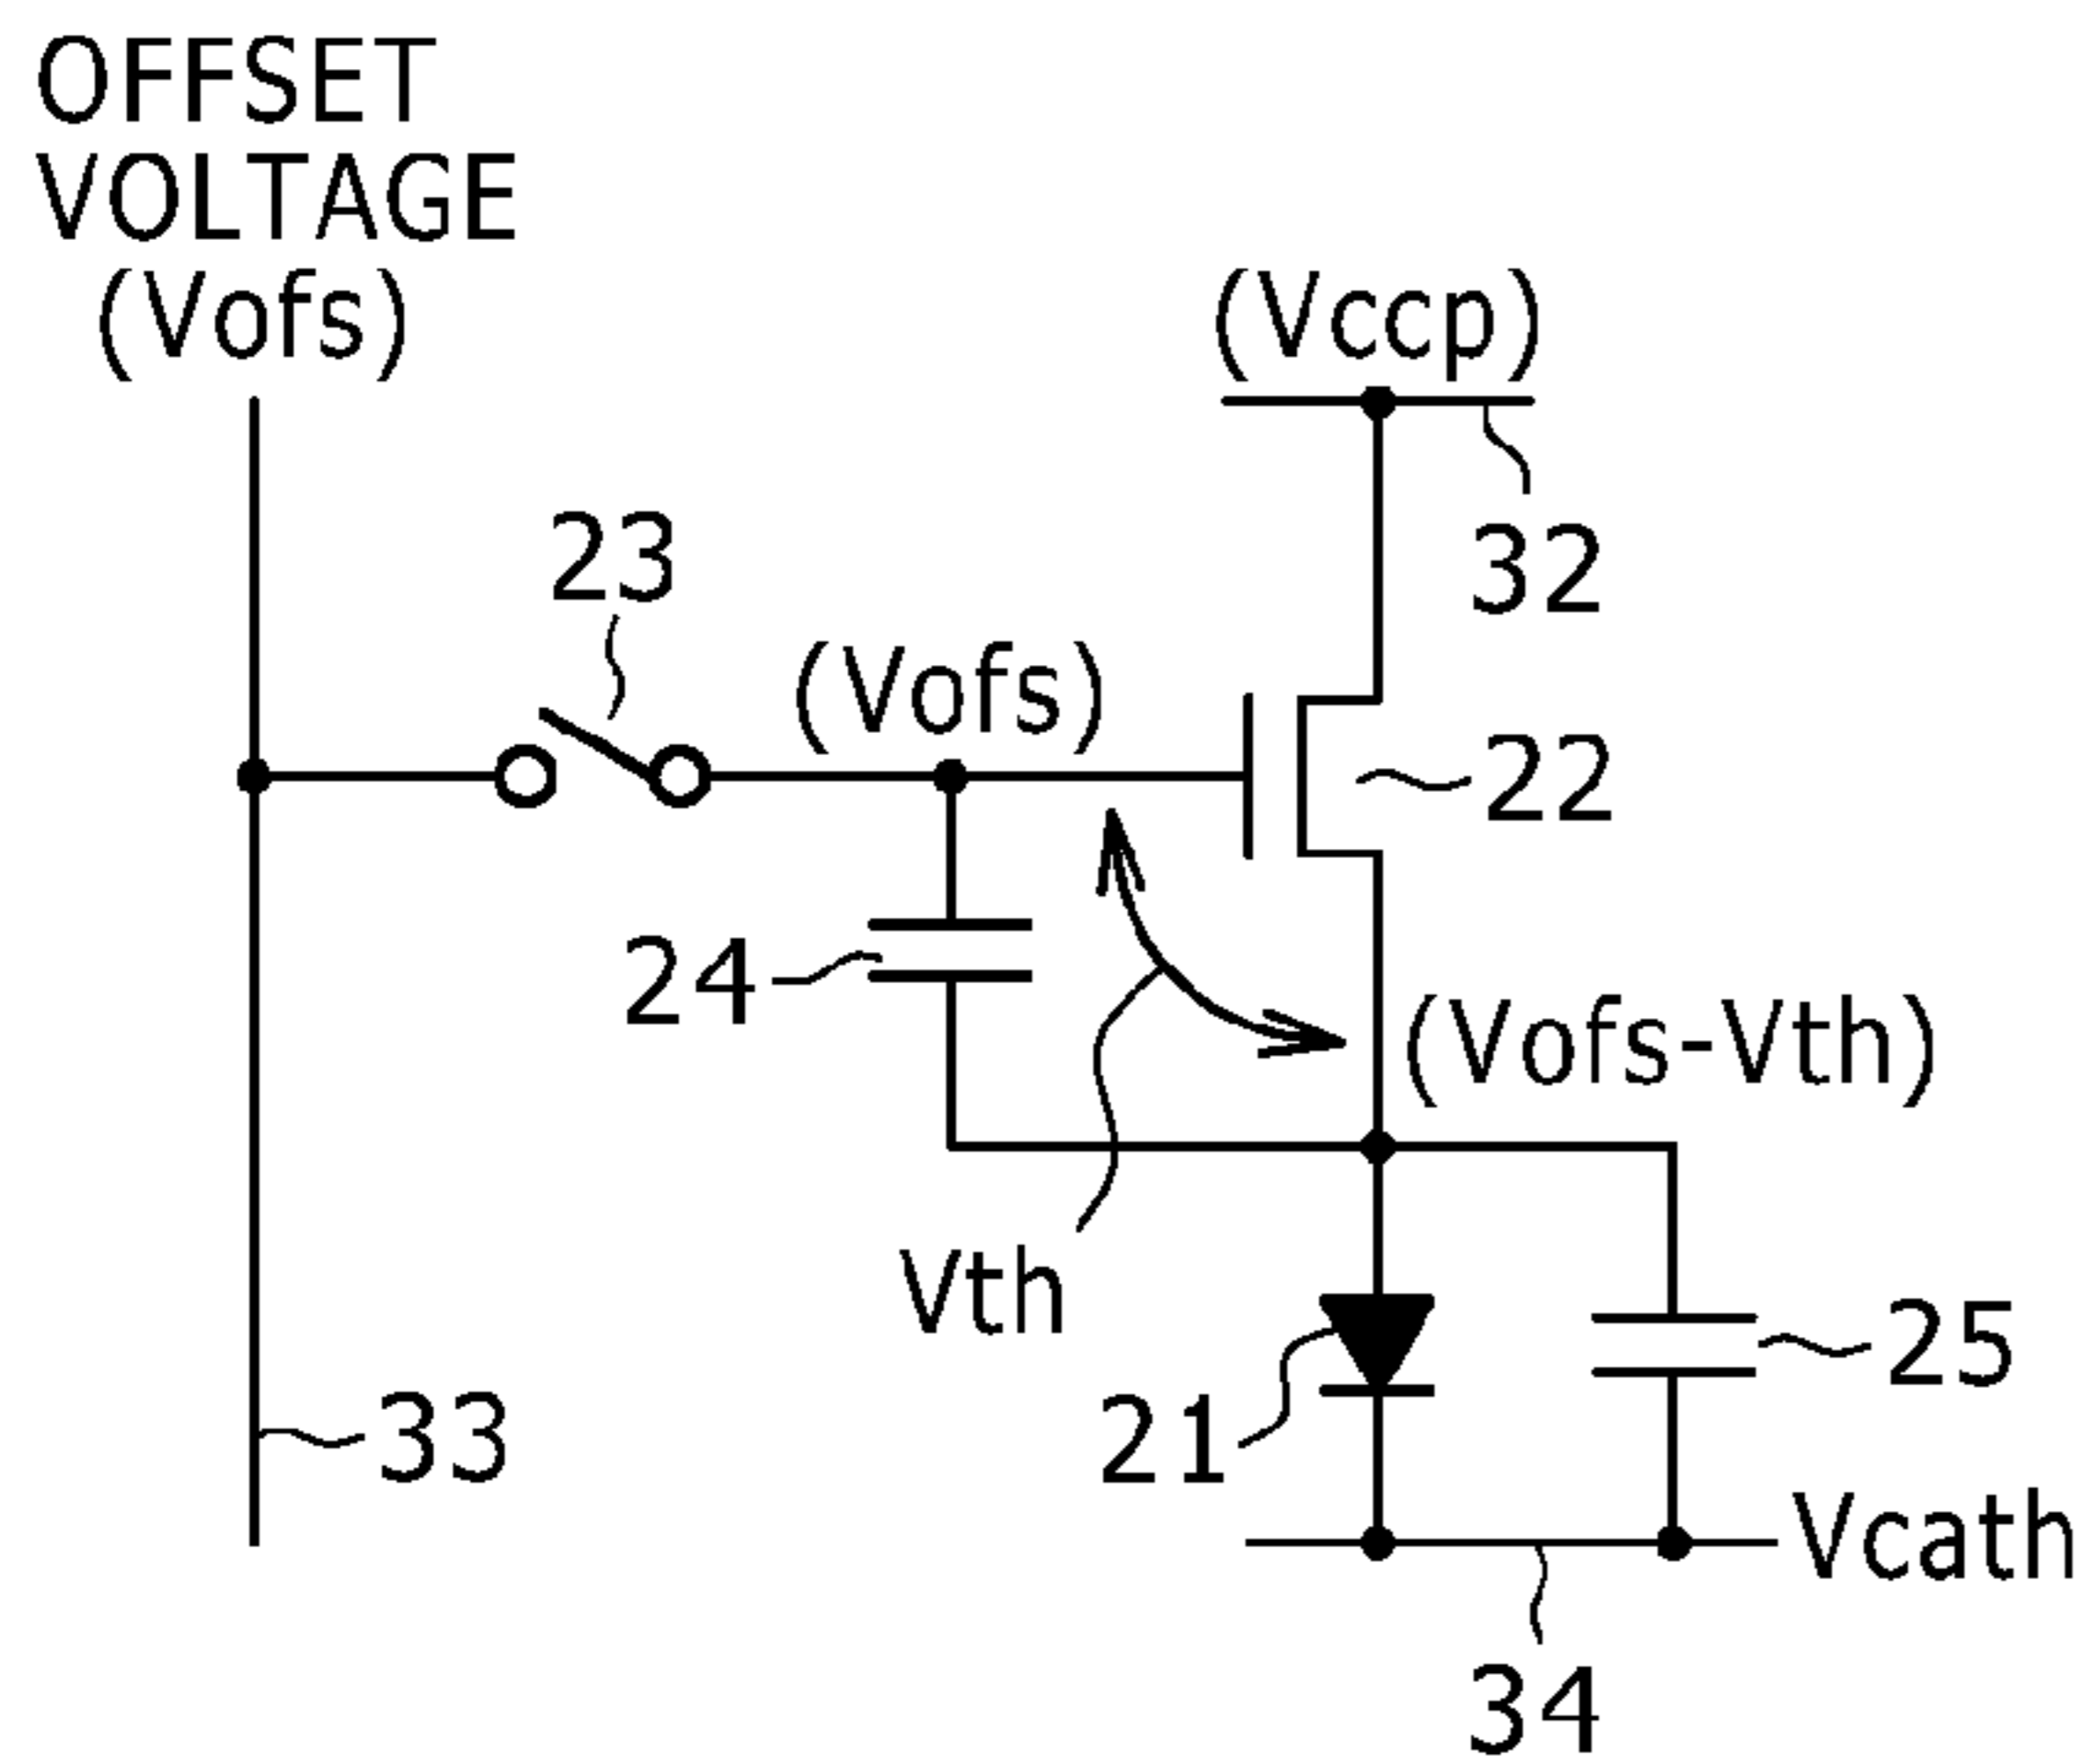 OFFSET
VOLTAGE
(Vofs)
(Vccp)
32
23
(Vofs)
22
24
(Vofs-Vth)
Vth
25
21
33
Vcath
34